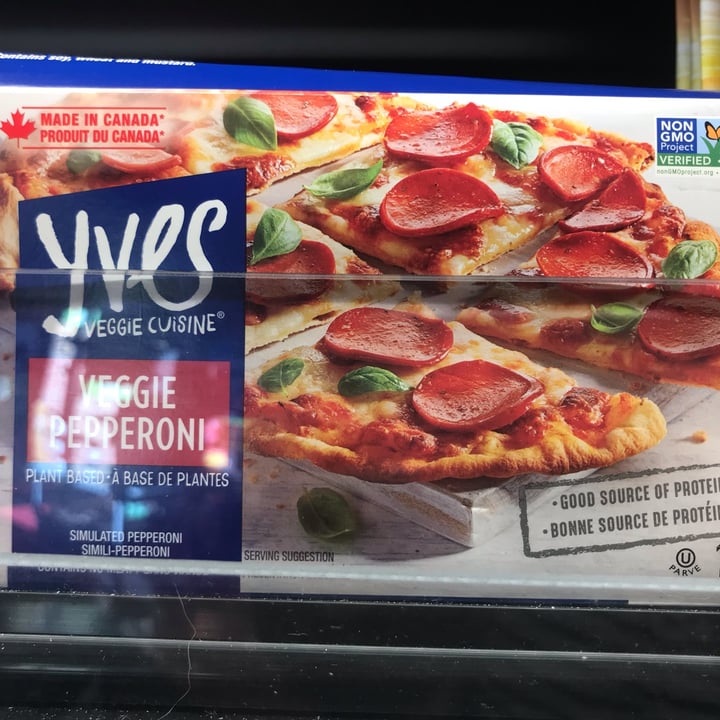 contains soy, wheat and mustard.
MADE IN CANADA*
PRODUIT DU CANADA*
NON
GMO
Project
VERIFIED
nonGMOproject.org
yves
VEGGIE CUISINE®
VEGGIE
PEPPERONI
PLANT BASED • À BASE DE PLANTES
• GOOD SOURCE OF PROTEI
• BONNE SOURCE DE PROTÉI
SIMULATED PEPPERONI
SIMILI-PEPPERONI
SERVING SUGGESTION
U
PARVE